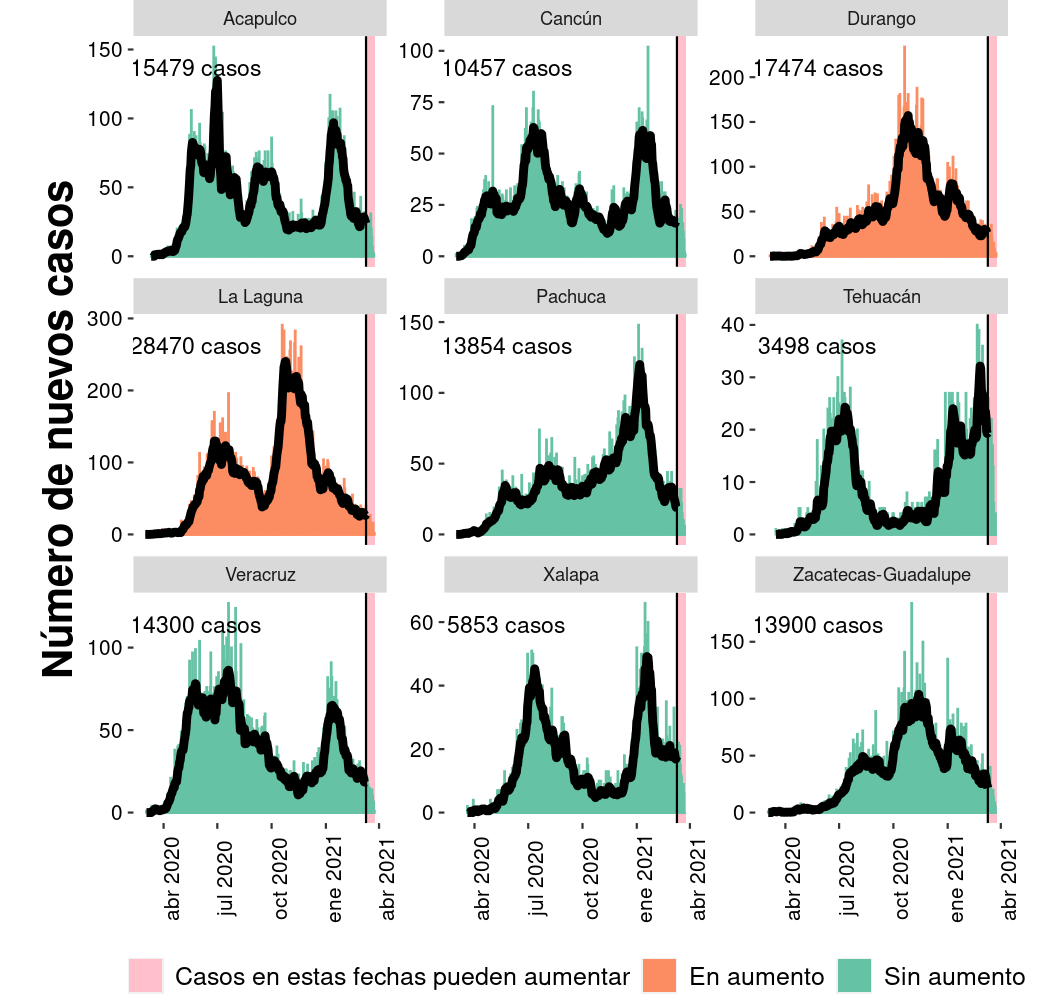 Número de nuevos casos
Acapulco
Cancún
Durango
150
100
50
0
15479 casos
100
75
50
25
0
10457 casos
200
150
100
50
0
17474 casos
La Laguna
Pachuca
Tehuacán
300
200
100
0
28470 casos
150
100
50
0
13854 casos
40
30
20
10
0
3498 casos
Veracruz
Xalapa
Zacatecas-Guadalupe
100
50
0
14300 casos
60
40
20
0
5853 casos
150
100
50
0
13900 casos
abr 2020
jul 2020
oct 2020
ene 2021
abr 2021
abr 2020
jul 2020
oct 2020
ene 2021
abr 2021
abr 2020
jul 2020
oct 2020
ene 2021
abr 2021
Casos en estas fechas pueden aumentar
En aumento
Sin aumento